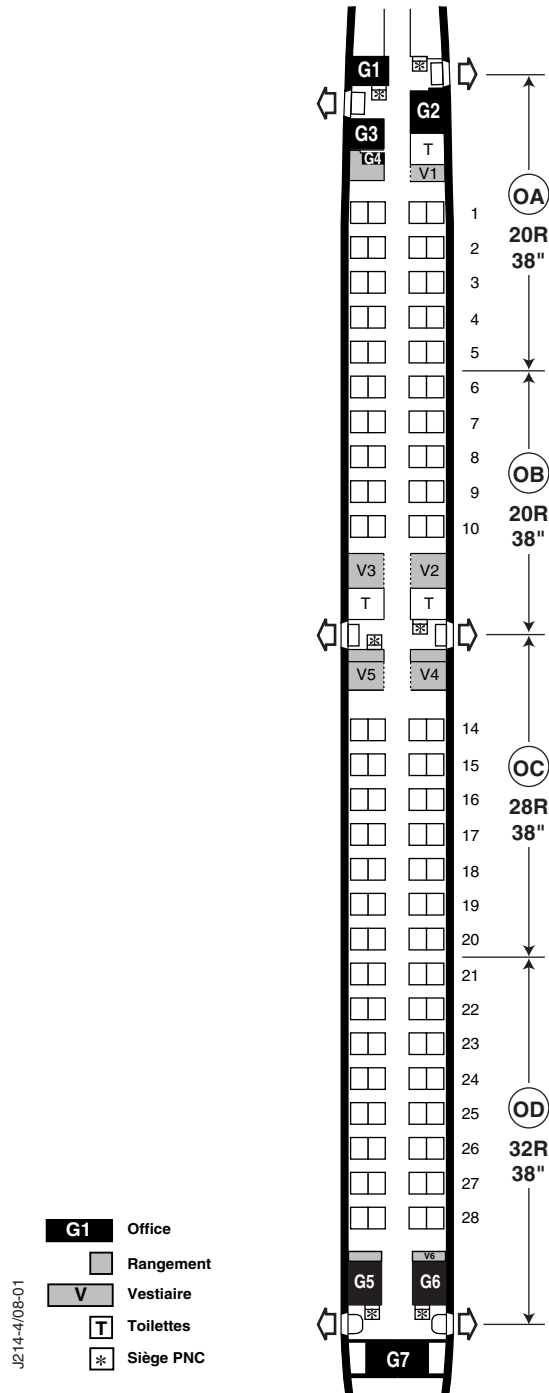 G1
*
*
G2
G3
G4
T
V1
OA
20R
38"
1
2
3
4
5
6
7
8
9
10
OB
20R
38"
V3
V2
T
T
*
*
V5
V4
14
15
16
17
18
19
20
OC
28R
38"
21
22
23
24
25
26
27
28
OD
32R
38"
V6
G5
G6
*
*
G7
G1 Office
Rangement
V Vestiaire
T Toilettes
* Siège PNC
J214-4/08-01